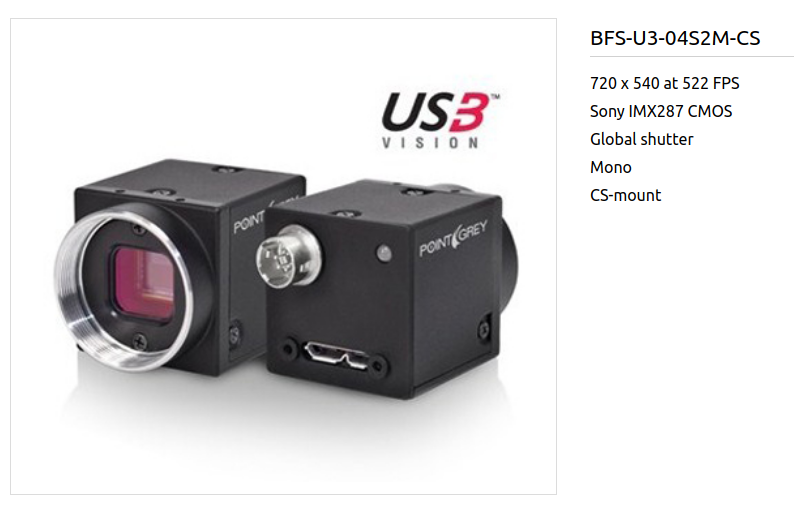 USB™
VISION
POINT GREY
POINT GREY
BFS-U3-04S2M-CS
720 x 540 at 522 FPS
Sony IMX287 CMOS
Global shutter
Mono
CS-mount